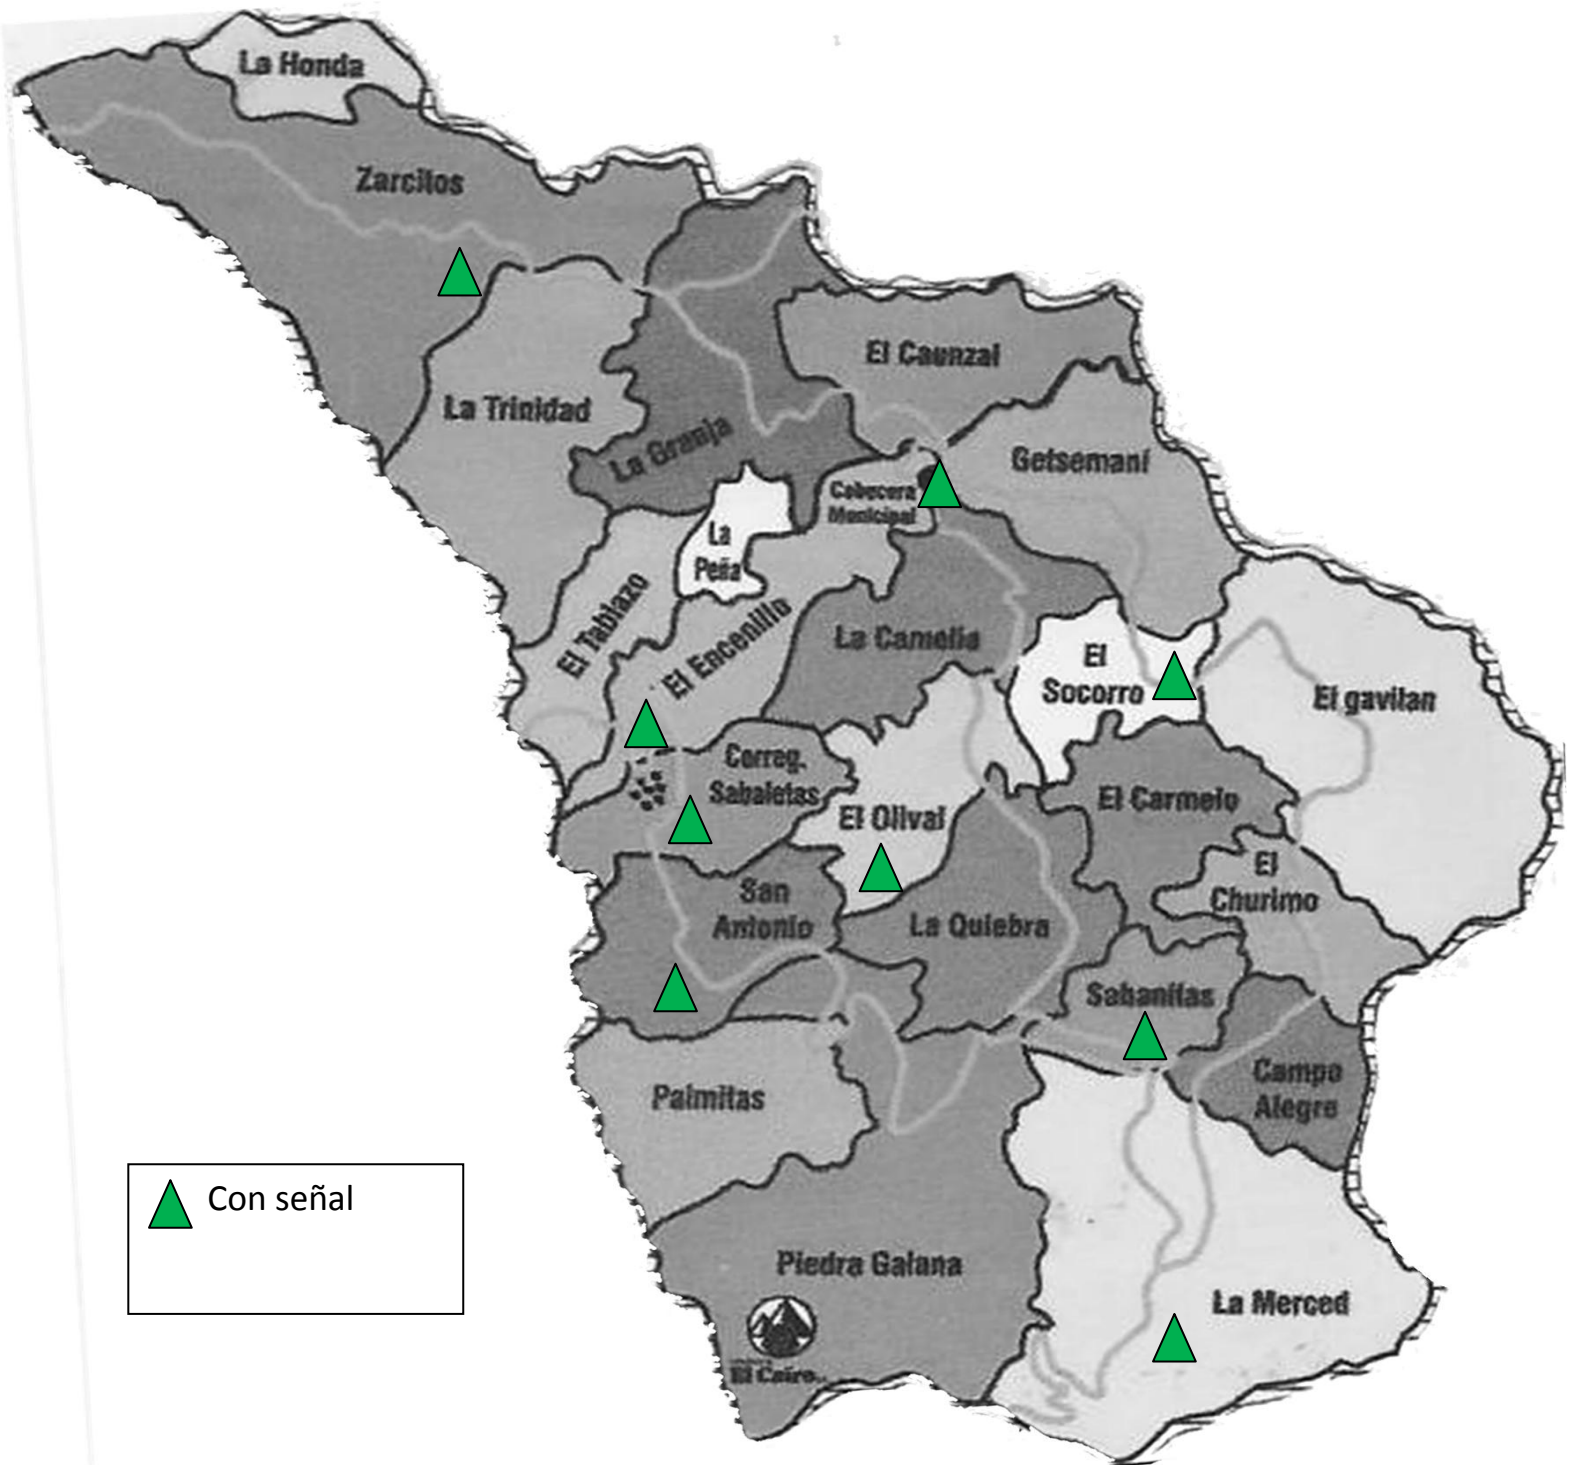 La Honda
Zarcitos
El Caunzal
La Trinidad
La Granja
Getsemaní
Cabecera
Municipal
La
Peña
El Tablazo
El Encenillo
La Camelia
El
Socorro
El gavilan
Correg.
Sabaletas
El Olival
El Carmelo
El
Churimo
San
Antonio
La Quiebra
Sabanitas
Campo
Alegre
Palmitas
Con señal
Piedra Galana
La Merced
El Cairo